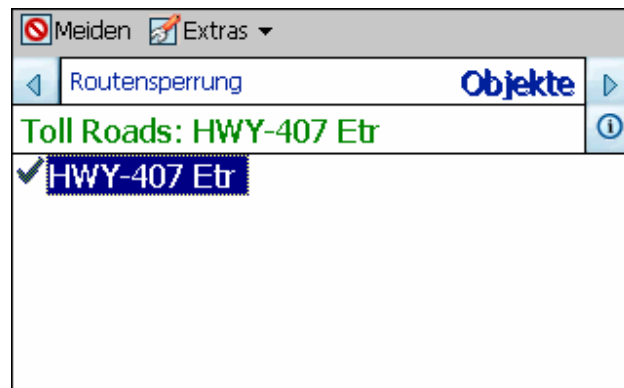 Meiden Extras
Routensperrung Objekte
Toll Roads: HWY-407 Etr
HWY-407 Etr